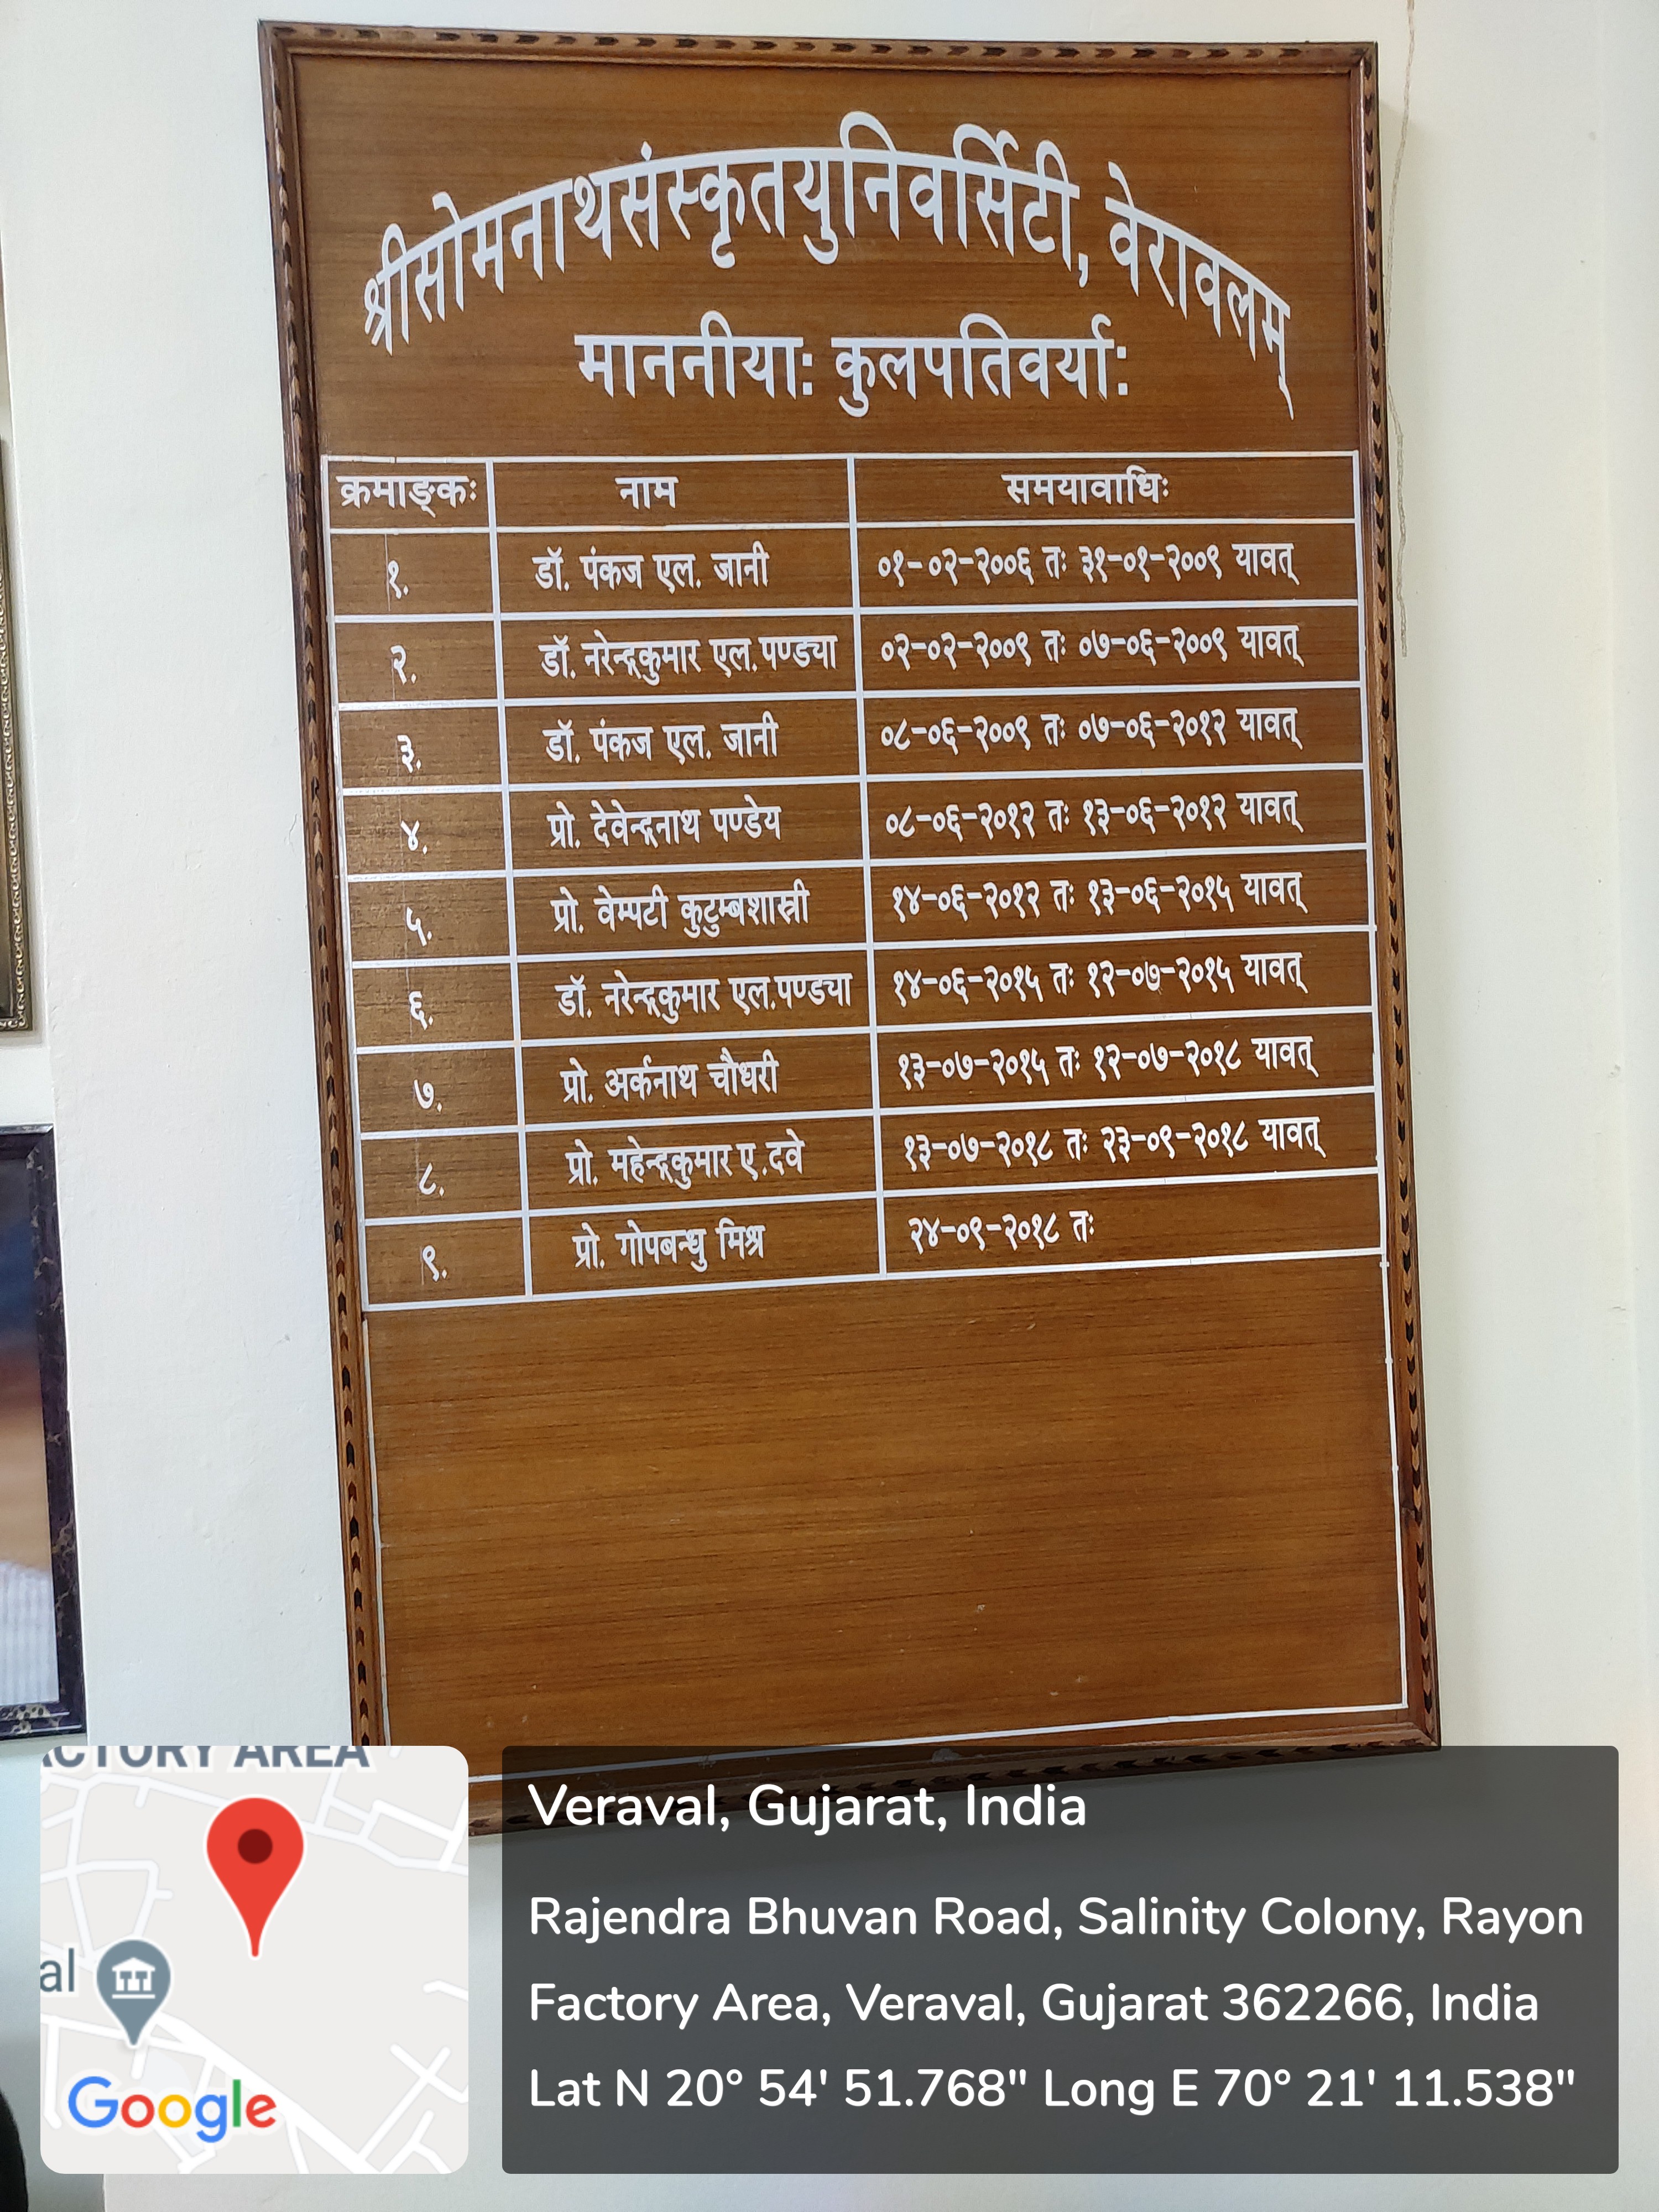 श्रीसोमनाथसंस्कृतयुनिवर्सिटी, वेरावलम्
माननीयाः कुलपतिवर्याः
क्रमाङ्कः नाम समयावाधिः
१. डॉ. पंकज एल. जानी ०१-०२-२००६ तः ३१-०१-२००९ यावत्
२. डॉ. नरेन्द्रकुमार एल.पण्डया ०२-०२-२००९ तः ०७-०६-२००९ यावत्
३. डॉ. पंकज एल. जानी ०८-०६-२००९ तः ०७-०६-२०१२ यावत्
४. प्रो. देवेन्द्रनाथ पण्डेय ०८-०६-२०१२ तः १३-०६-२०१२ यावत्
५. प्रो. वेम्पटी कुटुम्बशास्त्री १४-०६-२०१२ तः १३-०६-२०१५ यावत्
६. डॉ. नरेन्द्रकुमार एल.पण्डया १४-०६-२०१५ तः १२-०७-२०१५ यावत्
७. प्रो. अर्कनाथ चौधरी १३-०७-२०१५ तः १२-०७-२०१८ यावत्
८. प्रो. महेन्द्रकुमार ए.दवे १३-०७-२०१८ तः २३-०९-२०१८ यावत्
९. प्रो. गोपबन्धु मिश्र २४-०९-२०१८ तः
ACTORY AREA
al
Google
Veraval, Gujarat, India
Rajendra Bhuvan Road, Salinity Colony, Rayon
Factory Area, Veraval, Gujarat 362266, India
Lat N 20° 54' 51.768" Long E 70° 21' 11.538"